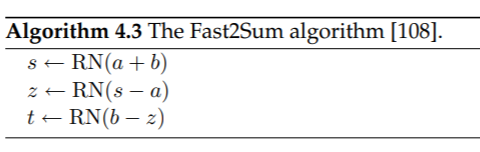 Algorithm 4.3 The Fast2Sum algorithm [108].
s ← RN(a + b)
z ← RN(s − a)
t ← RN(b − z)